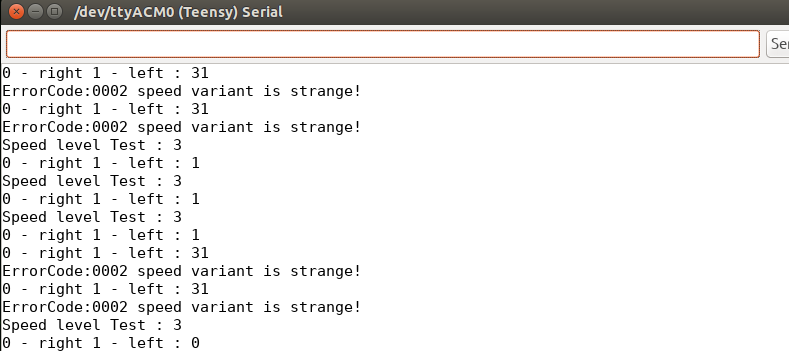 /dev/ttyACM0 (Teensy) Serial
0 - right 1 - left : 31
ErrorCode:0002 speed variant is strange!
0 - right 1 - left : 31
ErrorCode:0002 speed variant is strange!
Speed level Test : 3
0 - right 1 - left : 1
Speed level Test : 3
0 - right 1 - left : 1
Speed level Test : 3
0 - right 1 - left : 1
0 - right 1 - left : 31
ErrorCode:0002 speed variant is strange!
0 - right 1 - left : 31
ErrorCode:0002 speed variant is strange!
Speed level Test : 3
0 - right 1 - left : 0